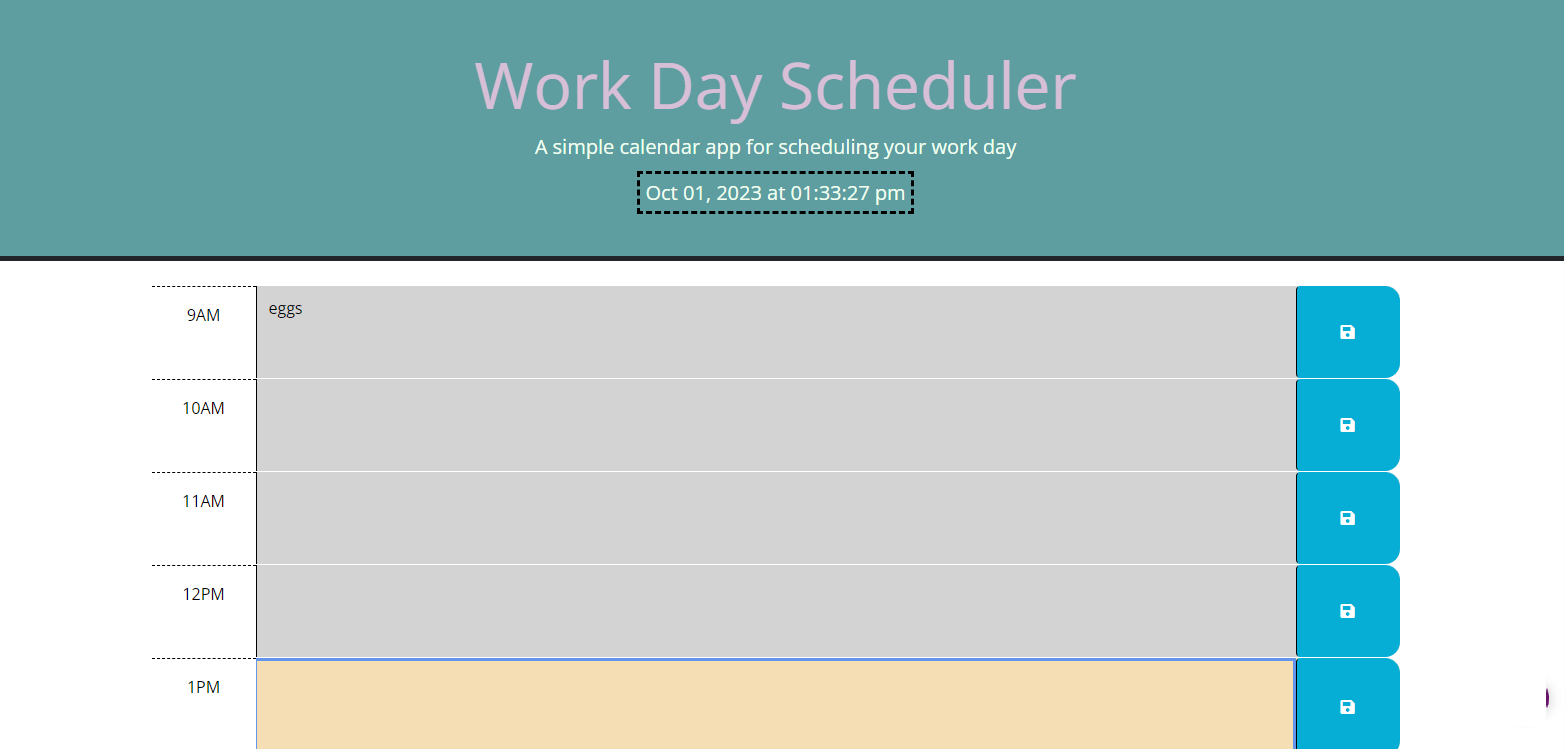 Work Day Scheduler
A simple calendar app for scheduling your work day
Oct 01, 2023 at 01:33:27 pm
9AM
eggs
10AM
11AM
12PM
1PM